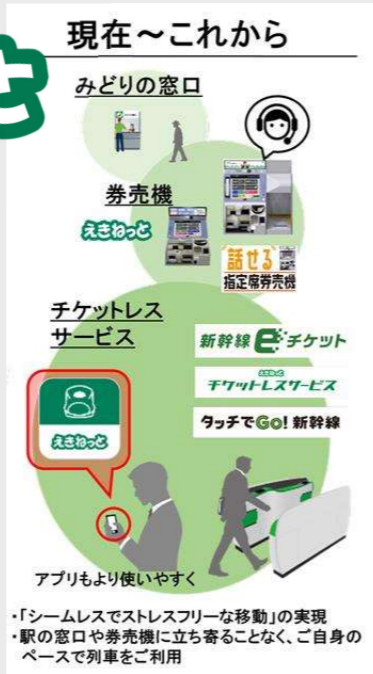 現在～これから
みどりの窓口
券売機
えきねっと
話せる
指定席券売機
チケットレス
サービス
新幹線eチケット
えきねっと
チケットレスサービス
タッチでGo!新幹線
えきねっと
アプリもより使いやすく
・「シームレスでストレスフリーな移動」の実現
・駅の窓口や券売機に立ち寄ることなく、ご自身の
ペースで列車をご利用